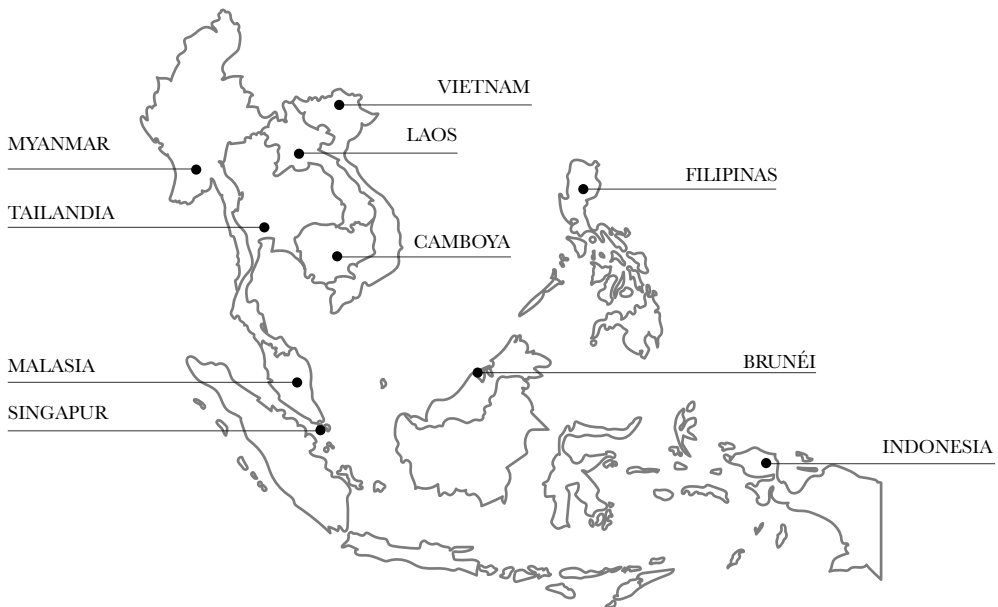 VIETNAM
LAOS
MYANMAR
FILIPINAS
TAILANDIA
CAMBOYA
MALASIA
BRUNÉI
SINGAPUR
INDONESIA